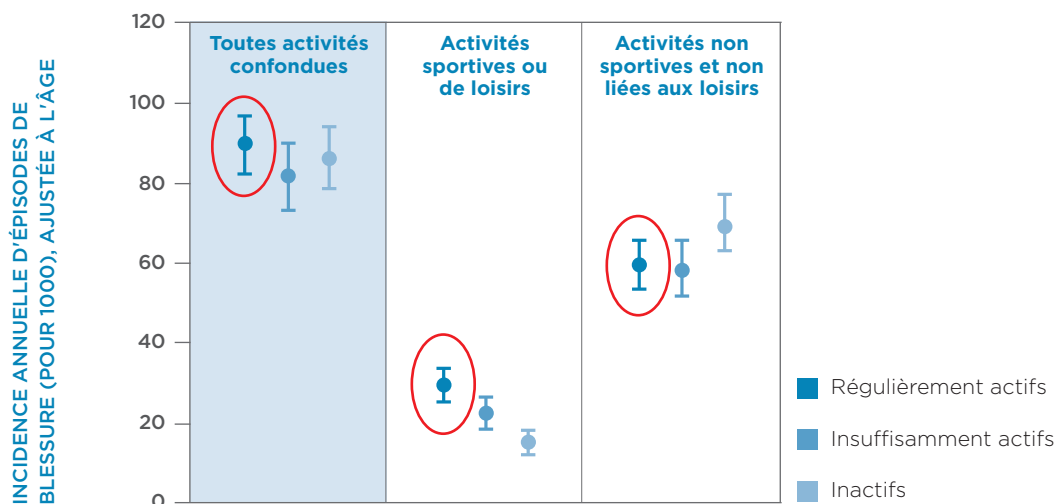 INCIDENCE ANNUELLE D'ÉPISODES DE
BLESSURE (POUR 1000), AJUSTÉE À L'ÂGE
120
100
80
60
40
20
0
Toutes activités
confondues
Activités
sportives ou
de loisirs
Activités non
sportives et non
liées aux loisirs
Régulièrement actifs
Insuffisamment actifs
Inactifs